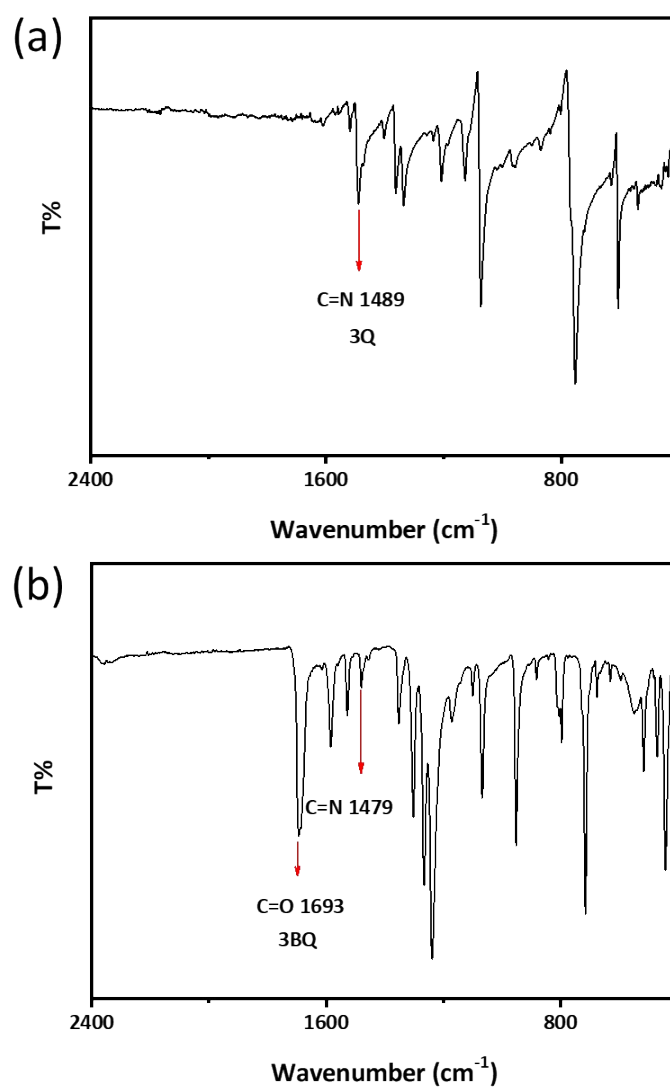 (a)
T%
C=N 1489
3Q
2400
1600
800
Wavenumber (cm⁻¹)
(b)
T%
C=N 1479
C=O 1693
3BQ
2400
1600
800
Wavenumber (cm⁻¹)